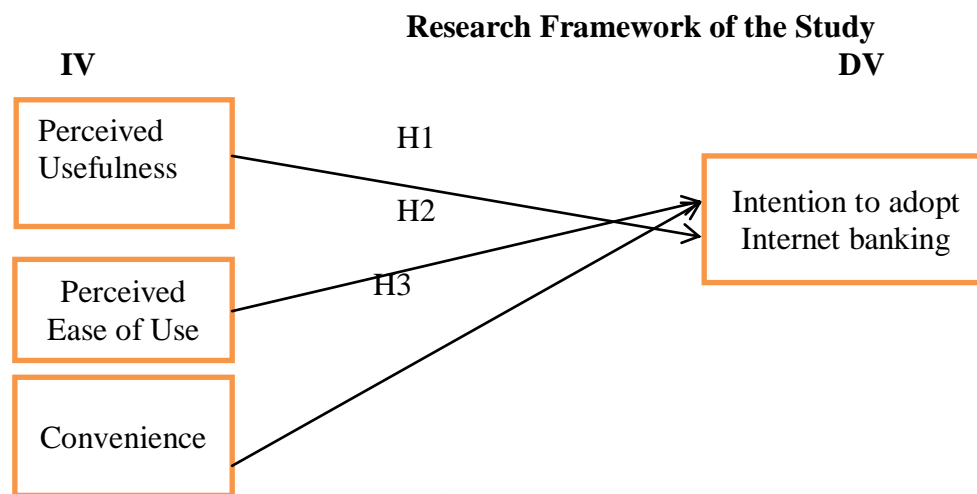 Research Framework of the Study
IV
DV
Perceived
Usefulness
H1
H2
Intention to adopt
Internet banking
Perceived
Ease of Use
H3
Convenience